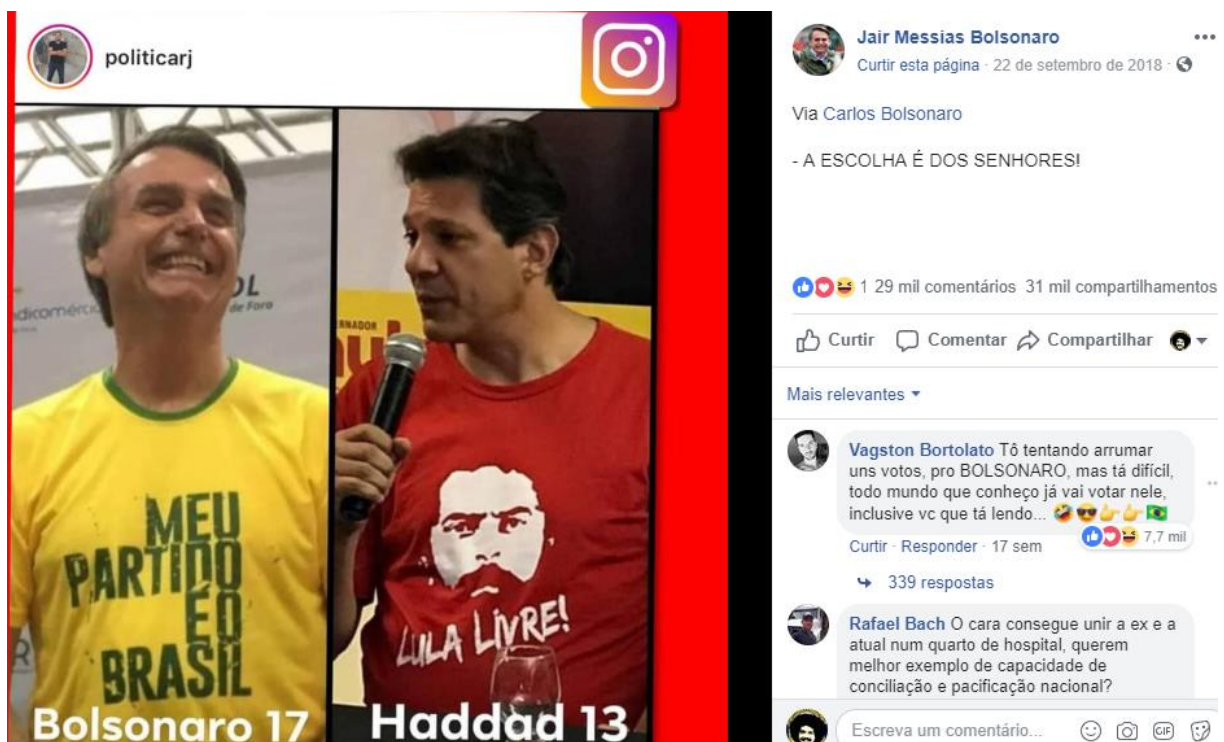 politicarj
dicomércio
OL
de Fora
MEU
PARTIDO
É O
BRASIL
Bolsonaro 17
LULA LIVRE!
Haddad 13
Jair Messias Bolsonaro
Curtir esta página · 22 de setembro de 2018 ·
Via Carlos Bolsonaro
- A ESCOLHA É DOS SENHORES!
1 29 mil comentários 31 mil compartilhamentos
Curtir Comentar Compartilhar
Mais relevantes
Vagston Bortolato Tô tentando arrumar
uns votos, pro BOLSONARO, mas tá difícil,
todo mundo que conheço já vai votar nele,
inclusive vc que tá lendo... 🤣😎👉👉🇧🇷
7,7 mil
Curtir · Responder · 17 sem
339 respostas
Rafael Bach O cara consegue unir a ex e a
atual num quarto de hospital, querem
melhor exemplo de capacidade de
conciliação e pacificação nacional?
Escreva um comentário...
GIF